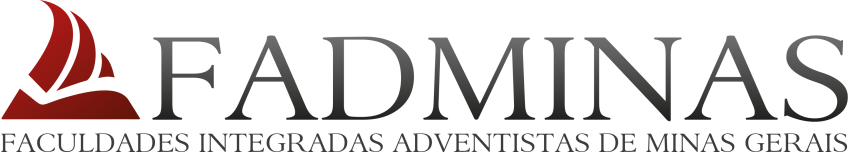 FADMINAS
FACULDADES INTEGRADAS ADVENTISTAS DE MINAS GERAIS